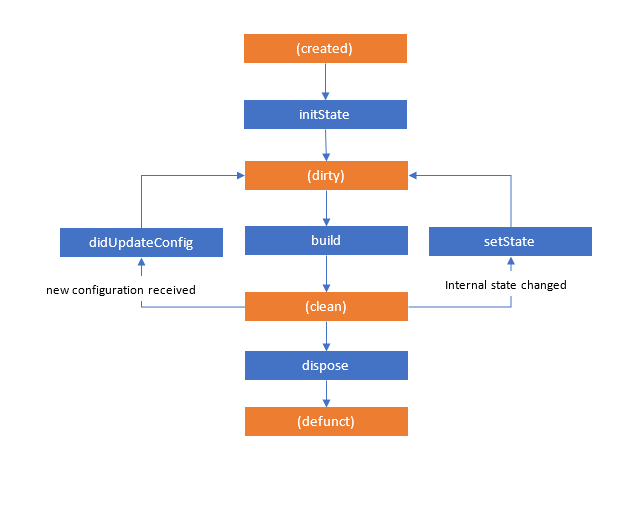 (created)
initState
(dirty)
didUpdateConfig
build
setState
new configuration received
Internal state changed
(clean)
dispose
(defunct)